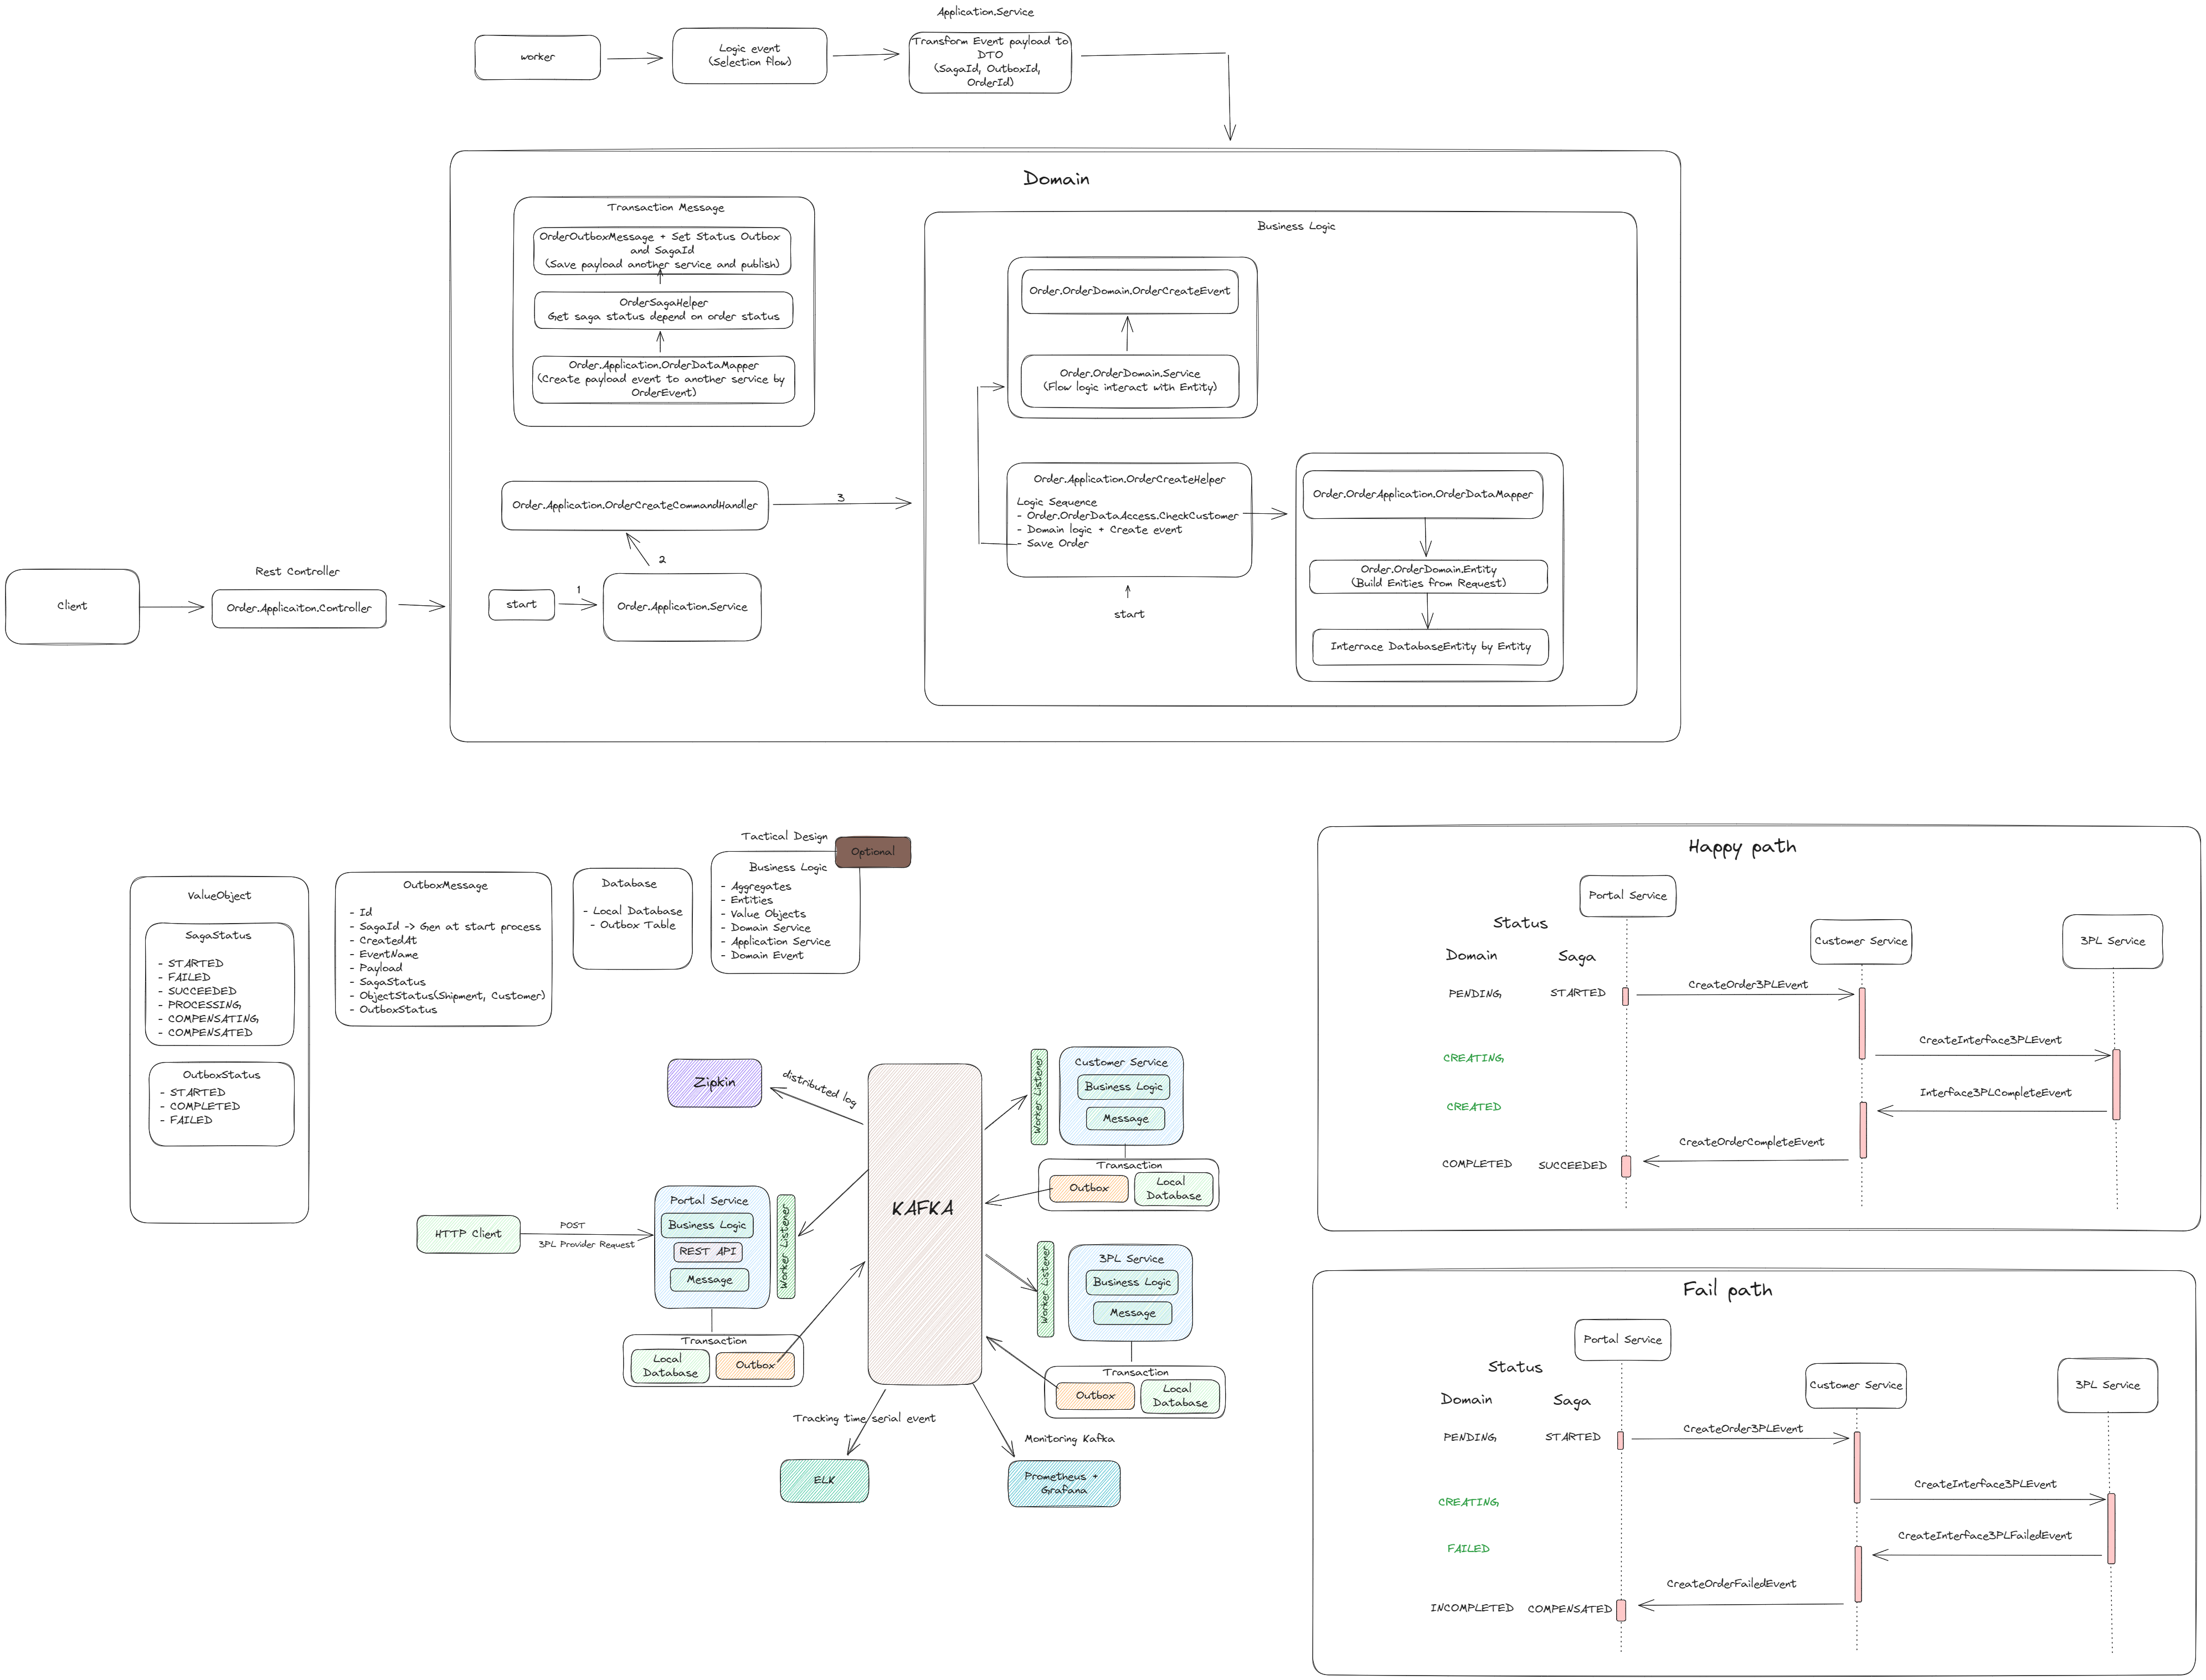 Application.Service
worker
Logic event
(Selection flow)
Transform Event payload to
DTO
(SagaId, OutboxId,
OrderId)
Domain
Transaction Message
OrderOutboxMessage + Set Status Outbox
and SagaId
(Save payload another service and publish)
OrderSagaHelper
Get saga status depend on order status
Order.Application.OrderDataMapper
(Create payload event to another service by
OrderEvent)
Business Logic
Order.OrderDomain.OrderCreateEvent
Order.OrderDomain.Service
(Flow logic interact with Entity)
Order.Application.OrderCreateCommandHandler
3
2
start
1
Order.Application.Service
Order.Application.OrderCreateHelper
Logic Sequence
- Order.OrderDataAccess.CheckCustomer
- Domain logic + Create event
- Save Order
start
Order.OrderApplication.OrderDataMapper
Order.OrderDomain.Entity
(Build Enities from Request)
Interrace DatabaseEntity by Entity
Client
Rest Controller
Order.Applicaiton.Controller
ValueObject
SagaStatus
- STARTED
- FAILED
- SUCCEEDED
- PROCESSING,
- COMPENSATING,
- COMPENSATED
OutboxStatus
- STARTED
- COMPLETED
- FAILED
OutboxMessage
- Id
- SagaId -> Gen at start process
- CreatedAt
- EventName
- Payload
- SagaStatus
- ObjectStatus(Shipment, Customer)
- OutboxStatus
Database
- Local Database
- Outbox Table
Tactical Design
Optional
Business Logic
- Aggregates
- Entities
- Value Objects
- Domain Service
- Application Service
- Domain Event
Zipkin
distributed log
KAFKA
HTTP Client
POST
3PL Provider Request
Portal Service
Business Logic
REST API
Message
Worker Listener
Transaction
Local
Database
Outbox
Worker Listener
Customer Service
Business Logic
Message
Transaction
Outbox
Local
Database
Worker Listener
3PL Service
Business Logic
Message
Transaction
Outbox
Local
Database
Tracking time serial event
ELK
Monitoring Kafka
Prometheus +
Grafana
Happy path
Portal Service
Customer Service
3PL Service
Status
Domain
Saga
PENDING,
STARTED
CreateOrder3PLEvent
CREATING,
CreateInterface3PLEvent
CREATED
Interface3PLCompleteEvent
CreateOrderCompleteEvent
COMPLETED
SUCCEEDED
Fail path
Portal Service
Customer Service
3PL Service
Status
Domain
Saga
PENDING,
STARTED
CreateOrder3PLEvent
CREATING,
CreateInterface3PLEvent
FAILED
CreateInterface3PLFailedEvent
CreateOrderFailedEvent
INCOMPLETED
COMPENSATED